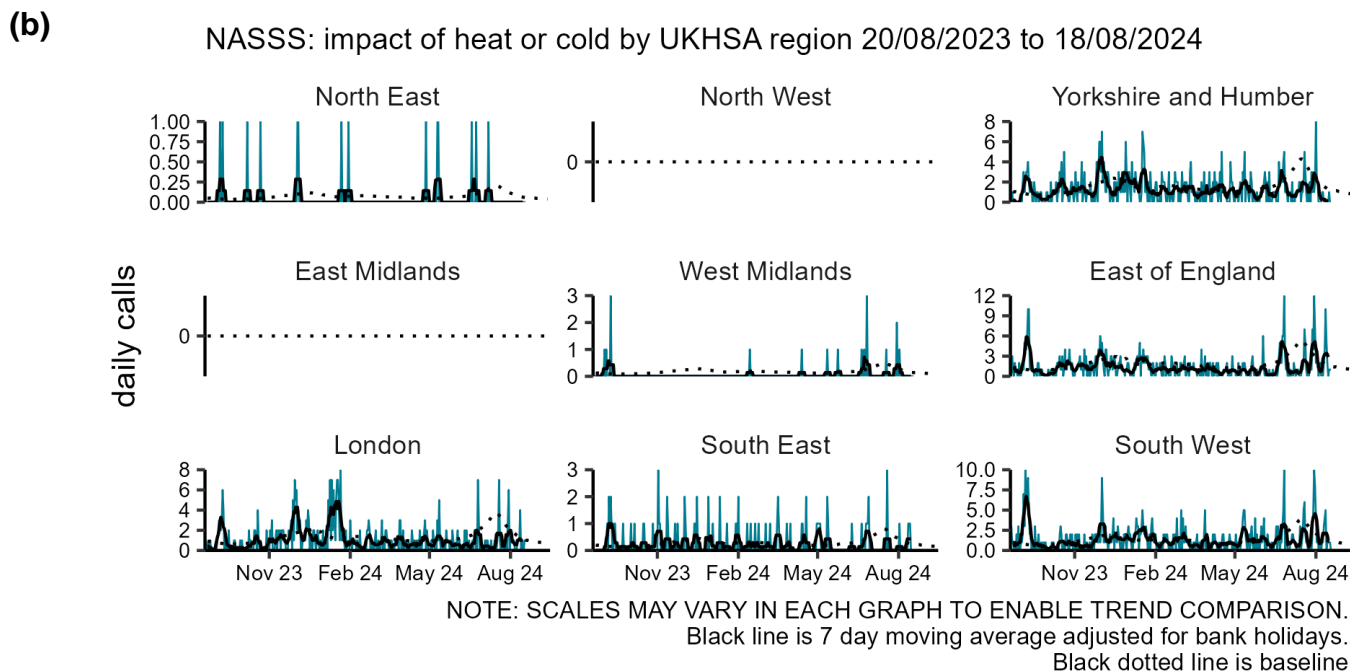 (b)
NASSS: impact of heat or cold by UKHSA region 20/08/2023 to 18/08/2024
North East
1.00
0.75
0.50
0.25
0.00
North West
0
Yorkshire and Humber
8
6
4
2
0
daily calls
East Midlands
0
West Midlands
3
2
1
0
East of England
12
9
6
3
0
London
8
6
4
2
0
Nov 23 Feb 24 May 24 Aug 24
South East
3
2
1
0
Nov 23 Feb 24 May 24 Aug 24
South West
10.0
7.5
5.0
2.5
0.0
Nov 23 Feb 24 May 24 Aug 24
NOTE: SCALES MAY VARY IN EACH GRAPH TO ENABLE TREND COMPARISON.
Black line is 7 day moving average adjusted for bank holidays.
Black dotted line is baseline